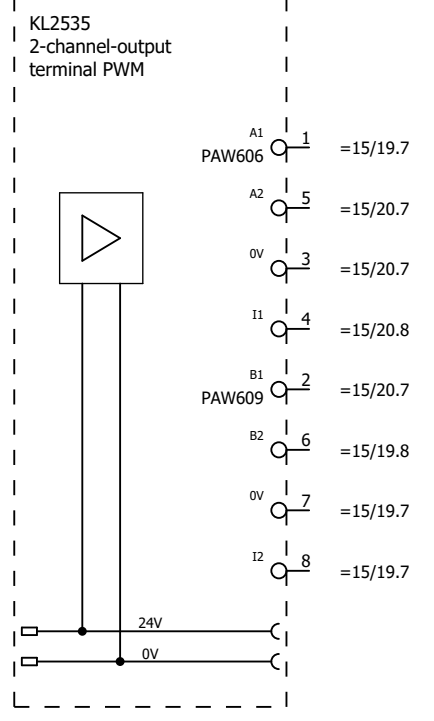 KL2535
2-channel-output
terminal PWM
A1 1 =15/19.7
PAW606
A2 5 =15/20.7
0V 3 =15/20.7
I1 4 =15/20.8
B1 2 =15/20.7
PAW609
B2 6 =15/19.8
0V 7 =15/19.7
I2 8 =15/19.7
24V
0V